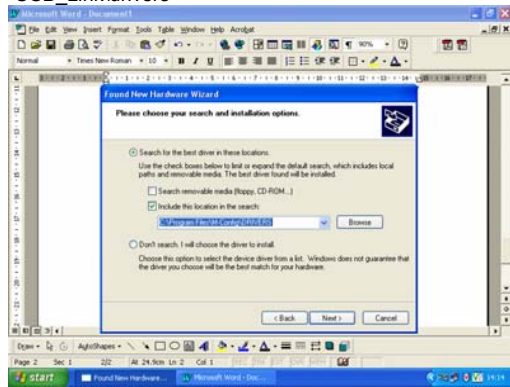 Microsoft Word - Document1
File Edit View Insert Format Tools Table Window Help Acrobat
Normal Times New Roman 10 B I U
90%
Found New Hardware Wizard
Please choose your search and installation options.
Search for the best driver in these locations.
Use the check boxes below to limit or expand the default search, which includes local
paths and removable media. The best driver found will be installed.
Search removable media (floppy, CD-ROM...)
Include this location in the search:
C:\Program Files\M-Config\DRIVERS
Browse
Don't search. I will choose the driver to install.
Choose this option to select the device driver from a list. Windows does not guarantee that
the driver you choose will be the best match for your hardware.
< Back Next > Cancel
Draw AutoShapes
Page 2 Sec 1 2/2 At 24.9cm Ln 2 Col 1
start Found New Hardware... Microsoft Word - Doc... 14:14